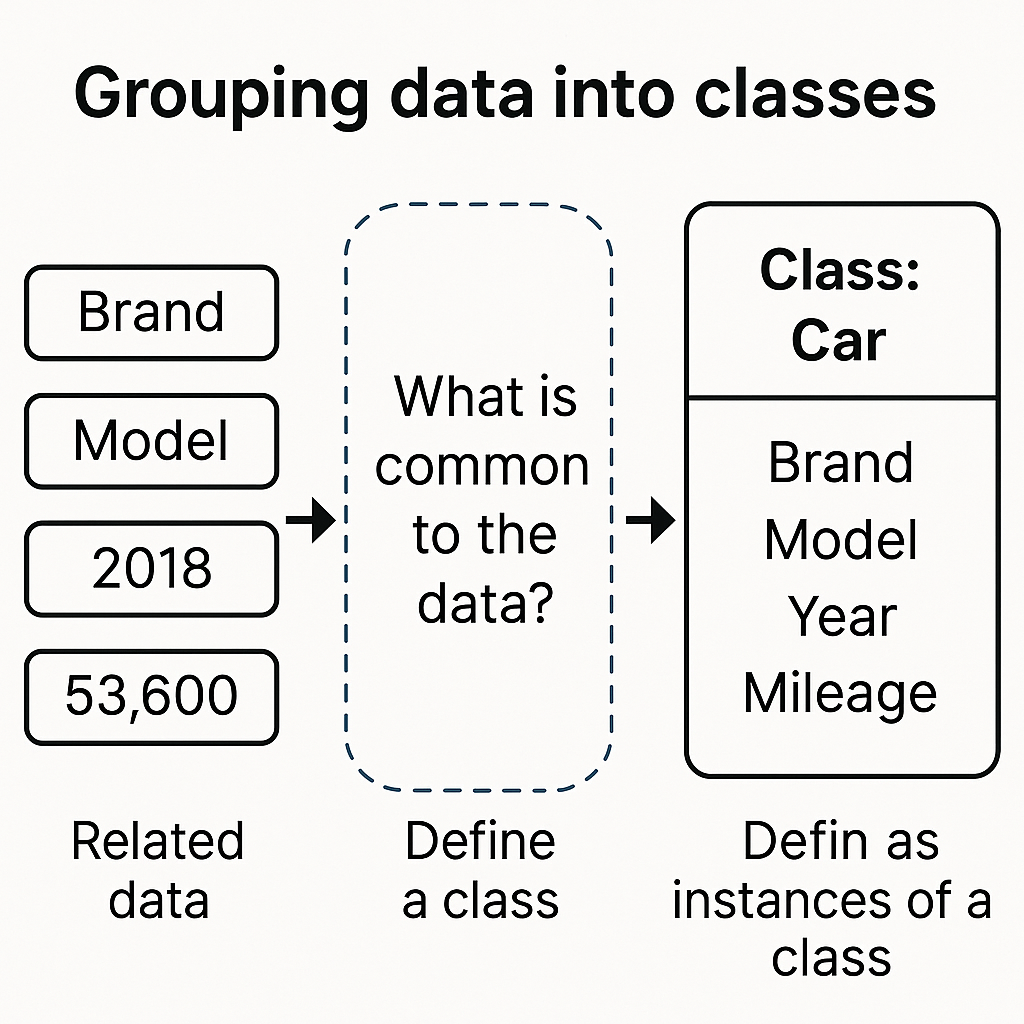 Grouping data into classes
Brand
Model
2018
53,600
Related
data
What is
common
to the
data?
Define
a class
Class:
Car
Brand
Model
Year
Mileage
Defin as
instances of a
class